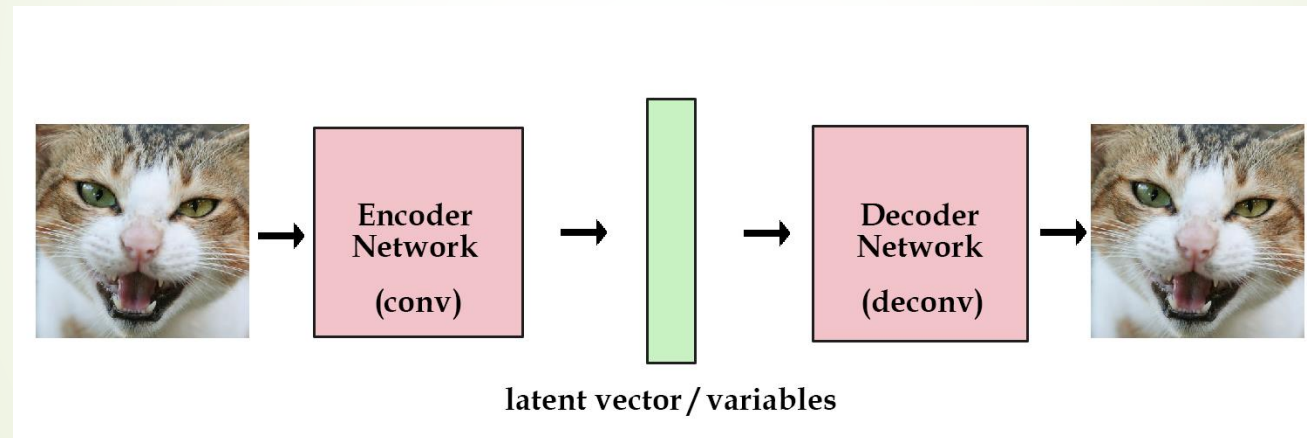 Encoder
Network
(conv)
Decoder
Network
(deconv)
latent vector / variables